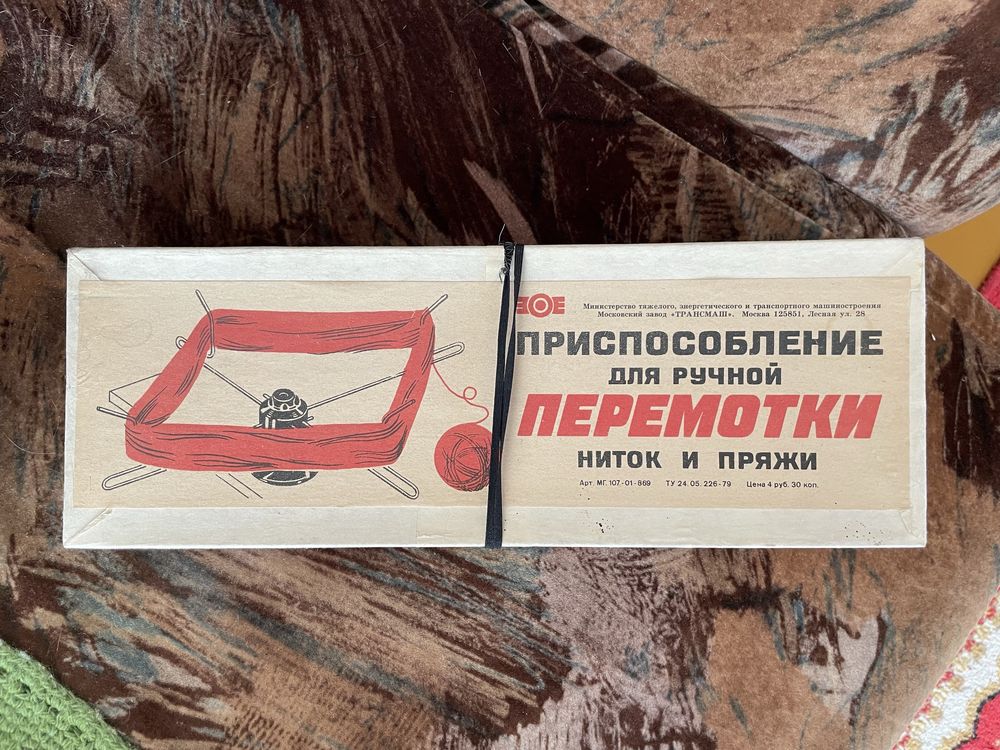 Министерство тяжелого, энергетического и транспортного машиностроения
Московский завод «ТРАНСМАШ». Москва 125851, Лесная ул. 28
ПРИСПОСОБЛЕНИЕ
ДЛЯ РУЧНОЙ
ПЕРЕМОТКИ
НИТОК И ПРЯЖИ
Арт. МГ. 107-01-869 ТУ 24. 05. 226-79 Цена 4 руб. 30 коп.